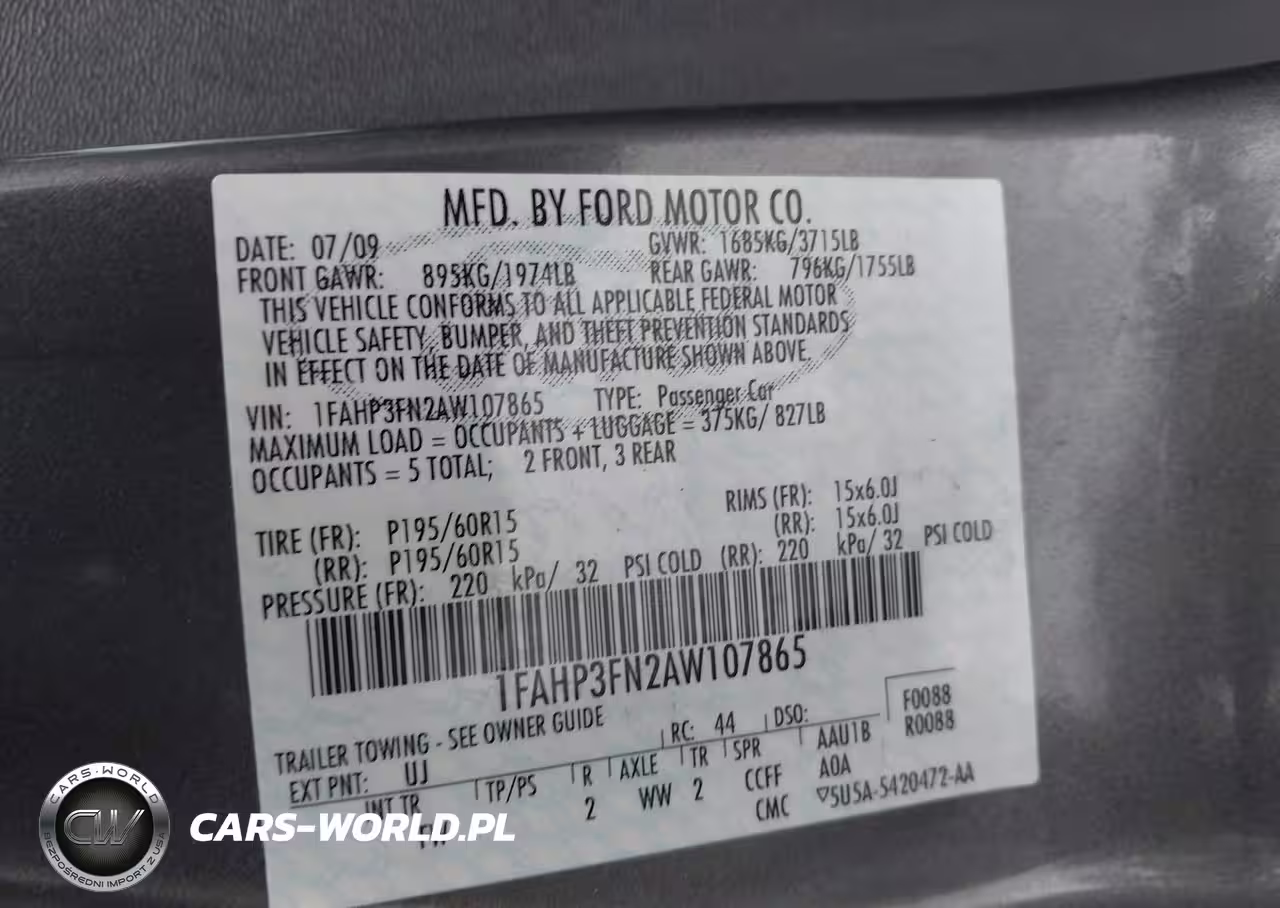 MFD. BY FORD MOTOR CO.
DATE: 07/09 GVWR: 1685KG/3715LB
FRONT GAWR: 895KG/1974LB REAR GAWR: 796KG/1755LB
THIS VEHICLE CONFORMS TO ALL APPLICABLE FEDERAL MOTOR
VEHICLE SAFETY, BUMPER, AND THEFT PREVENTION STANDARDS
IN EFFECT ON THE DATE OF MANUFACTURE SHOWN ABOVE.
VIN: 1FAHP3FN2AW107865 TYPE: Passenger Car
MAXIMUM LOAD = OCCUPANTS + LUGGAGE = 375KG/ 827LB
OCCUPANTS = 5 TOTAL; 2 FRONT, 3 REAR
TIRE (FR): P195/60R15 RIMS (FR): 15x6.0J
(RR): P195/60R15 (RR): 15x6.0J
PRESSURE (FR): 220 kPa/ 32 PSI COLD (RR): 220 kPa/ 32 PSI COLD
1FAHP3FN2AW107865
TRAILER TOWING - SEE OWNER GUIDE
F0088
R0088
EXT PNT: UJ RC: 44 DSO:
INT TR TP/PS R AXLE TR SPR AAU1B
2 WW 2 CCFF A0A
CMC ▽5U5A-5420472-AA
CARS-WORLD
CW
BEZPOŚREDNI IMPORT Z USA
CARS-WORLD.PL